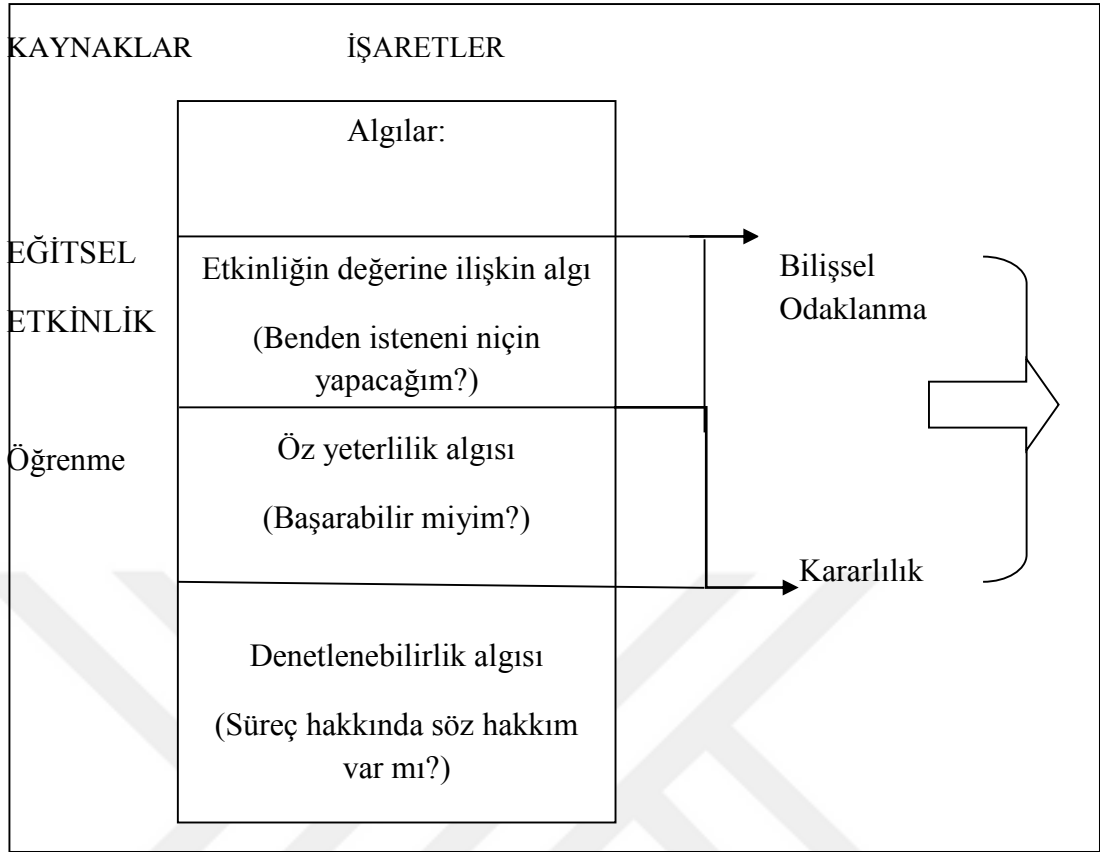 KAYNAKLAR İŞARETLER
Algılar:
EĞİTSEL
ETKİNLİK
Öğrenme
Etkinliğin değerine ilişkin algı
(Benden isteneni niçin
yapacağım?)
Öz yeterlilik algısı
(Başarabilir miyim?)
Denetlenebilirlik algısı
(Süreç hakkında söz hakkım
var mı?)
Bilişsel
Odaklanma
Kararlılık